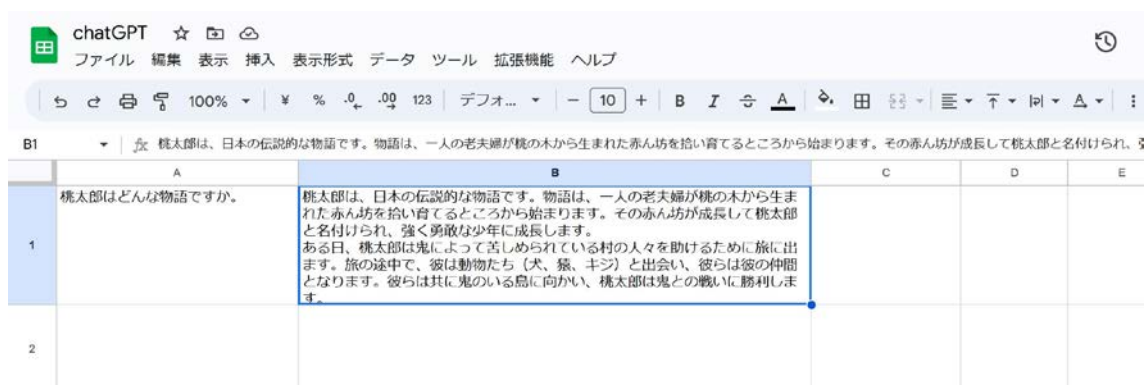 chatGPT
ファイル 編集 表示 挿入 表示形式 データ ツール 拡張機能 ヘルプ
100% ¥ % .0 .00 123 デフォ... − 10 + B I A
B1 fx 桃太郎は、日本の伝説的な物語です。物語は、一人の老夫婦が桃の木から生まれた赤ん坊を拾い育てるところから始まります。その赤ん坊が成長して桃太郎と名付けられ、
A B C D E
1
桃太郎はどんな物語ですか。
桃太郎は、日本の伝説的な物語です。物語は、一人の老夫婦が桃の木から生ま
れた赤ん坊を拾い育てるところから始まります。その赤ん坊が成長して桃太郎
と名付けられ、強く勇敢な少年に成長します。
ある日、桃太郎は鬼によって苦しめられている村の人々を助けるために旅に出
ます。旅の途中で、彼は動物たち（犬、猿、キジ）と出会い、彼らは彼の仲間
となります。彼らは共に鬼のいる島に向かい、桃太郎は鬼との戦いに勝利しま
す。
2